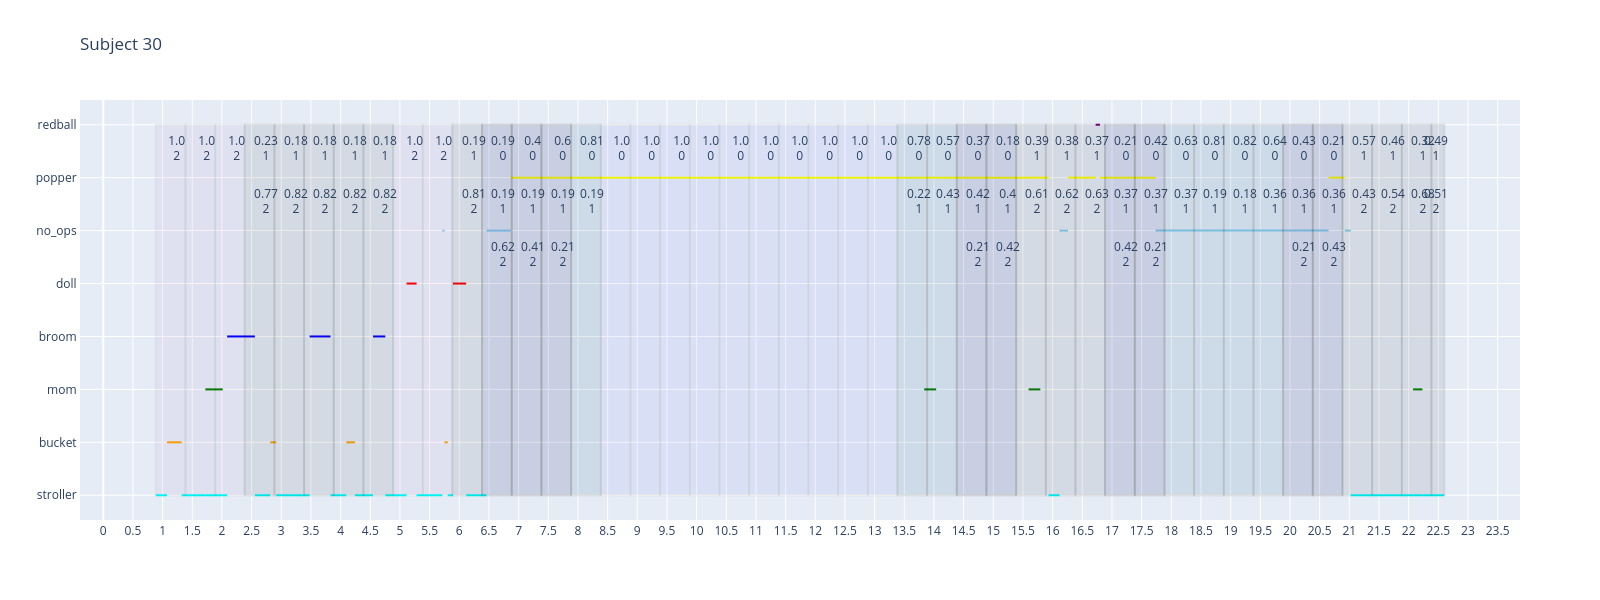 Subject 30
redball
1.0 1.0 1.0 0.23 0.18 0.18 0.18 0.18 1.0 1.0 0.19 0.19 0.4 0.6 0.81 1.0 1.0 1.0 1.0 1.0 1.0 1.0 1.0 1.0 1.0 0.78 0.57 0.37 0.18 0.39 0.38 0.37 0.21 0.42 0.63 0.81 0.82 0.64 0.43 0.21 0.57 0.46 0.32 0.49
2 2 2 1 1 1 1 1 2 2 1 0 0 0 0 0 0 0 0 0 0 0 0 0 0 0 0 0 0 1 1 1 0 0 0 0 0 0 0 0 1 1 1 1
popper
0.77 0.82 0.82 0.82 0.82 0.81 0.19 0.19 0.19 0.19 0.22 0.43 0.42 0.4 0.61 0.62 0.63 0.37 0.37 0.37 0.19 0.18 0.36 0.36 0.36 0.43 0.54 0.68 0.51
2 2 2 2 2 2 1 1 1 1 1 1 1 1 2 2 2 1 1 1 1 1 1 1 1 2 2 2 2
no_ops
0.62 0.41 0.21 0.21 0.42 0.42 0.21 0.21 0.43
2 2 2 2 2 2 2 2 2
doll
broom
mom
bucket
stroller
0 0.5 1 1.5 2 2.5 3 3.5 4 4.5 5 5.5 6 6.5 7 7.5 8 8.5 9 9.5 10 10.5 11 11.5 12 12.5 13 13.5 14 14.5 15 15.5 16 16.5 17 17.5 18 18.5 19 19.5 20 20.5 21 21.5 22 22.5 23 23.5